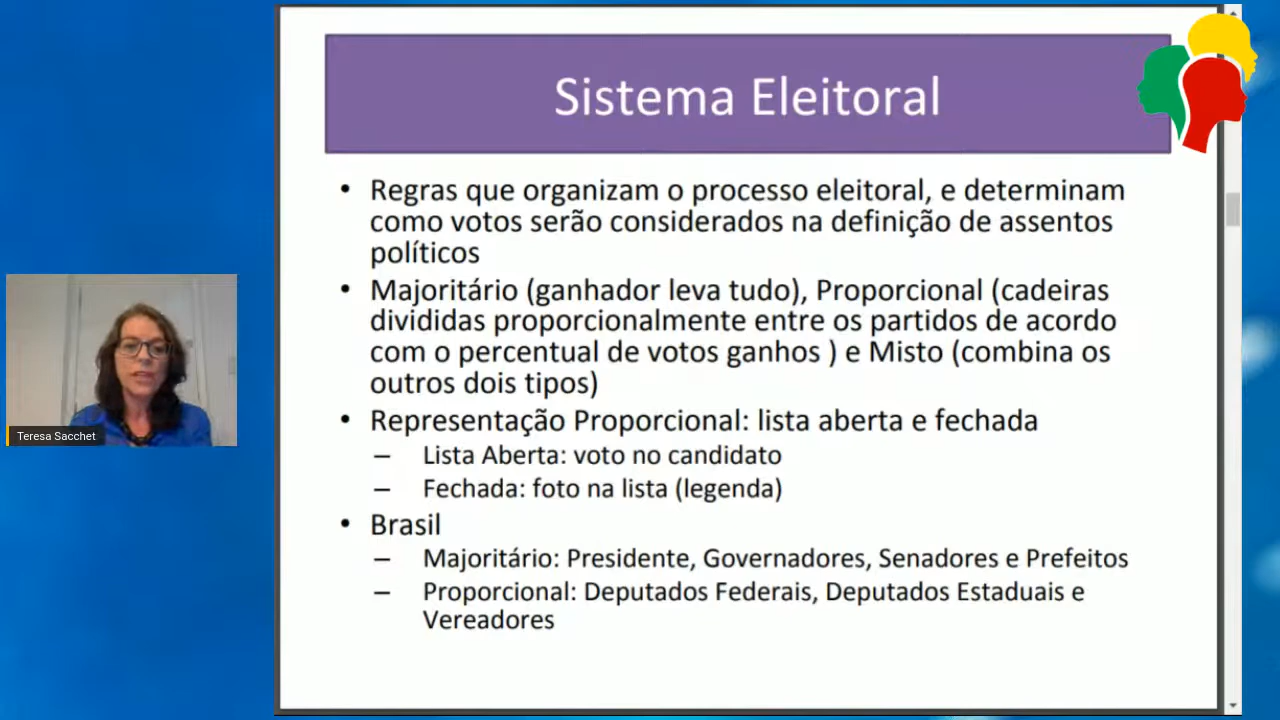 Sistema Eleitoral
• Regras que organizam o processo eleitoral, e determinam
como votos serão considerados na definição de assentos
políticos
• Majoritário (ganhador leva tudo), Proporcional (cadeiras
divididas proporcionalmente entre os partidos de acordo
com o percentual de votos ganhos ) e Misto (combina os
outros dois tipos)
• Representação Proporcional: lista aberta e fechada
– Lista Aberta: voto no candidato
– Fechada: foto na lista (legenda)
• Brasil
– Majoritário: Presidente, Governadores, Senadores e Prefeitos
– Proporcional: Deputados Federais, Deputados Estaduais e
Vereadores
Teresa Sacchet